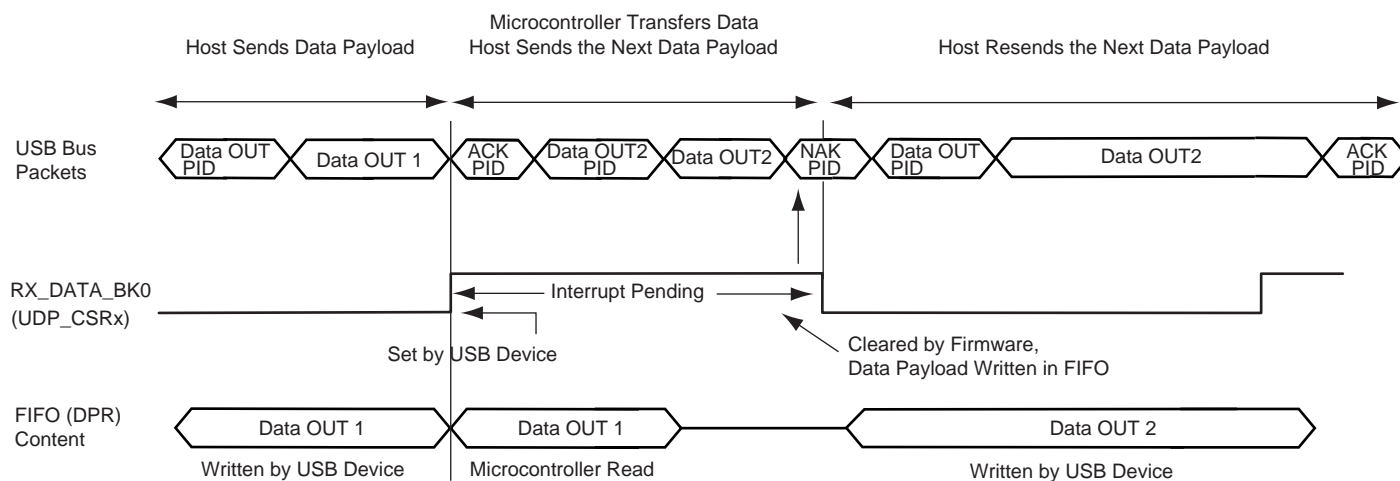 Microcontroller Transfers Data
Host Sends Data Payload
Host Sends the Next Data Payload
Host Resends the Next Data Payload
USB Bus
Packets
Data OUT
PID
Data OUT 1
ACK
PID
Data OUT2
PID
Data OUT2
NAK
PID
Data OUT
PID
Data OUT2
ACK
PID
RX_DATA_BK0
(UDP_CSRx)
Interrupt Pending
Set by USB Device
Cleared by Firmware,
Data Payload Written in FIFO
FIFO (DPR)
Content
Data OUT 1
Data OUT 1
Data OUT 2
Written by USB Device
Microcontroller Read
Written by USB Device